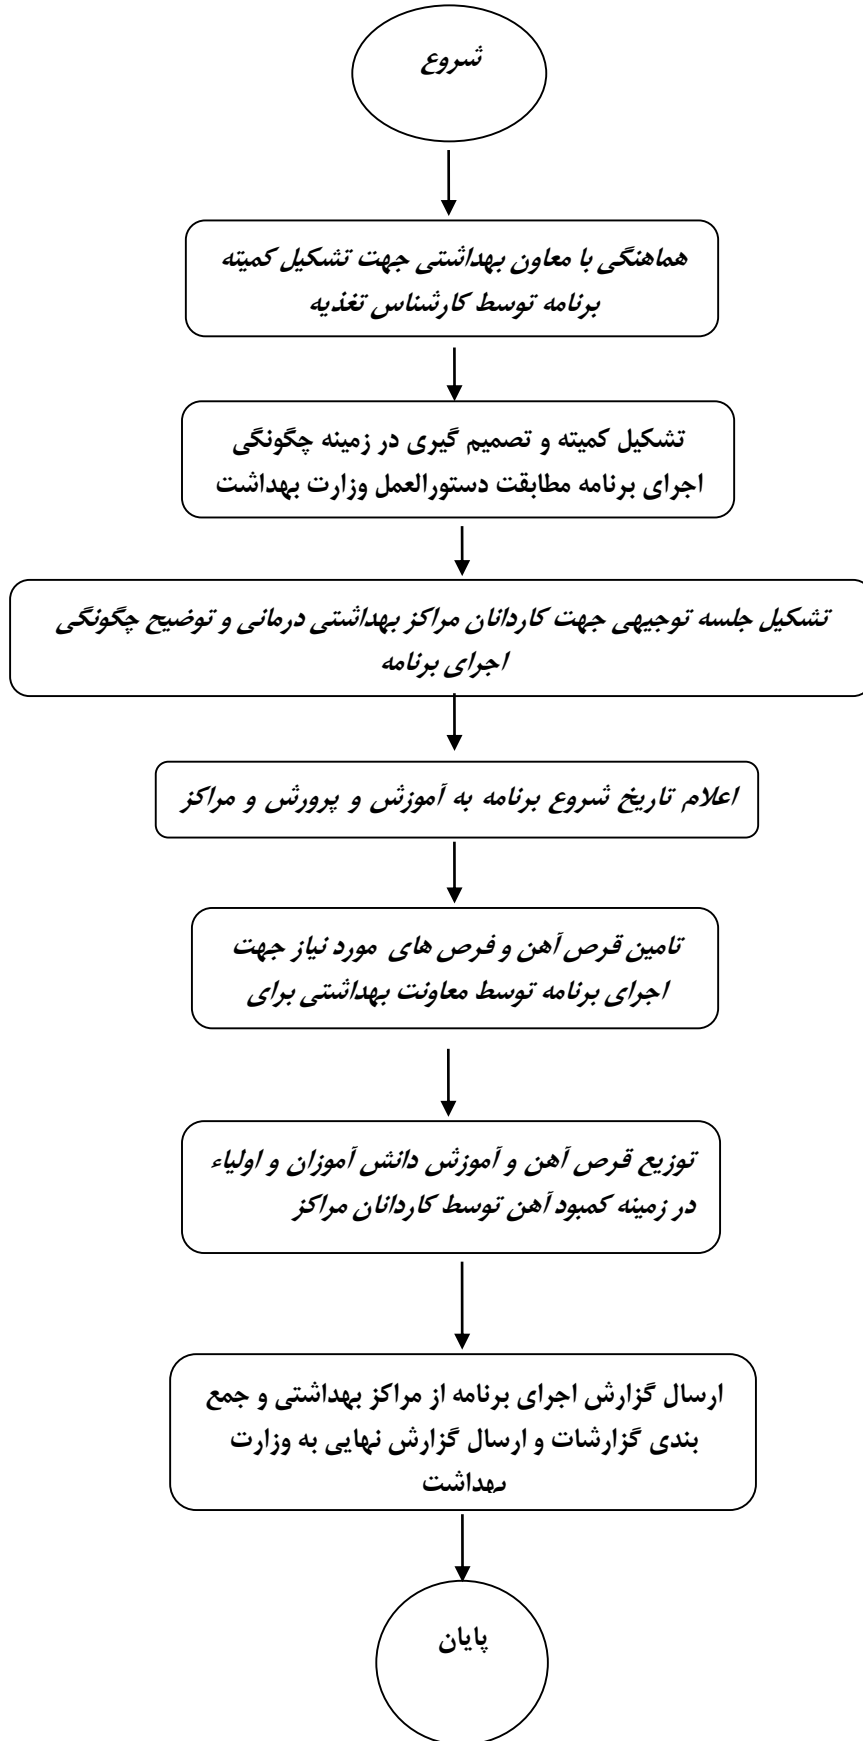 شروع
هماهنگی با معاون بهداشتی جهت تشکیل کمیته
برنامه توسط کارشناس تغذیه
تشکیل کمیته و تصمیم گیری در زمینه چگونگی
اجرای برنامه مطابقت دستورالعمل وزارت بهداشت
تشکیل جلسه توجیهی جهت کاردانان مراکز بهداشتی درمانی و توضیح چگونگی
اجرای برنامه
اعلام تاریخ شروع برنامه به آموزش و پرورش و مراکز
تامین قرص آهن و فرص های مورد نیاز جهت
اجرای برنامه توسط معاونت بهداشتی برای
توزیع قرص آهن و آموزش دانش آموزان و اولیاء
در زمینه کمبود آهن توسط کاردانان مراکز
ارسال گزارش اجرای برنامه از مراکز بهداشتی و جمع
بندی گزارشات و ارسال گزارش نهایی به وزارت
بهداشت
پایان